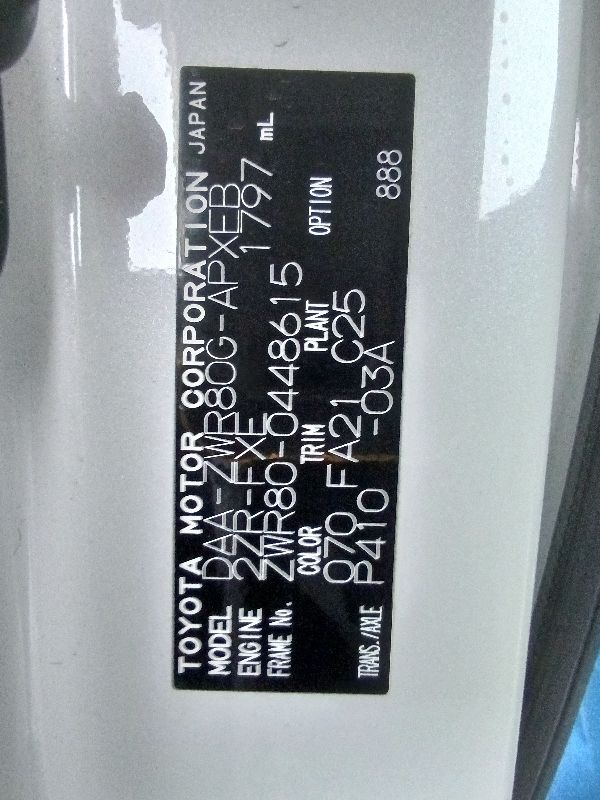 TOYOTA MOTOR CORPORATION JAPAN
MODEL DAA-ZWR80G-APXEB
ENGINE 2ZR-FXE 1797 mL
FRAME No. ZWR80-0448615
COLOR TRIM PLANT OPTION
070 FA21 C25
TRANS./AXLE P410 -03A 888